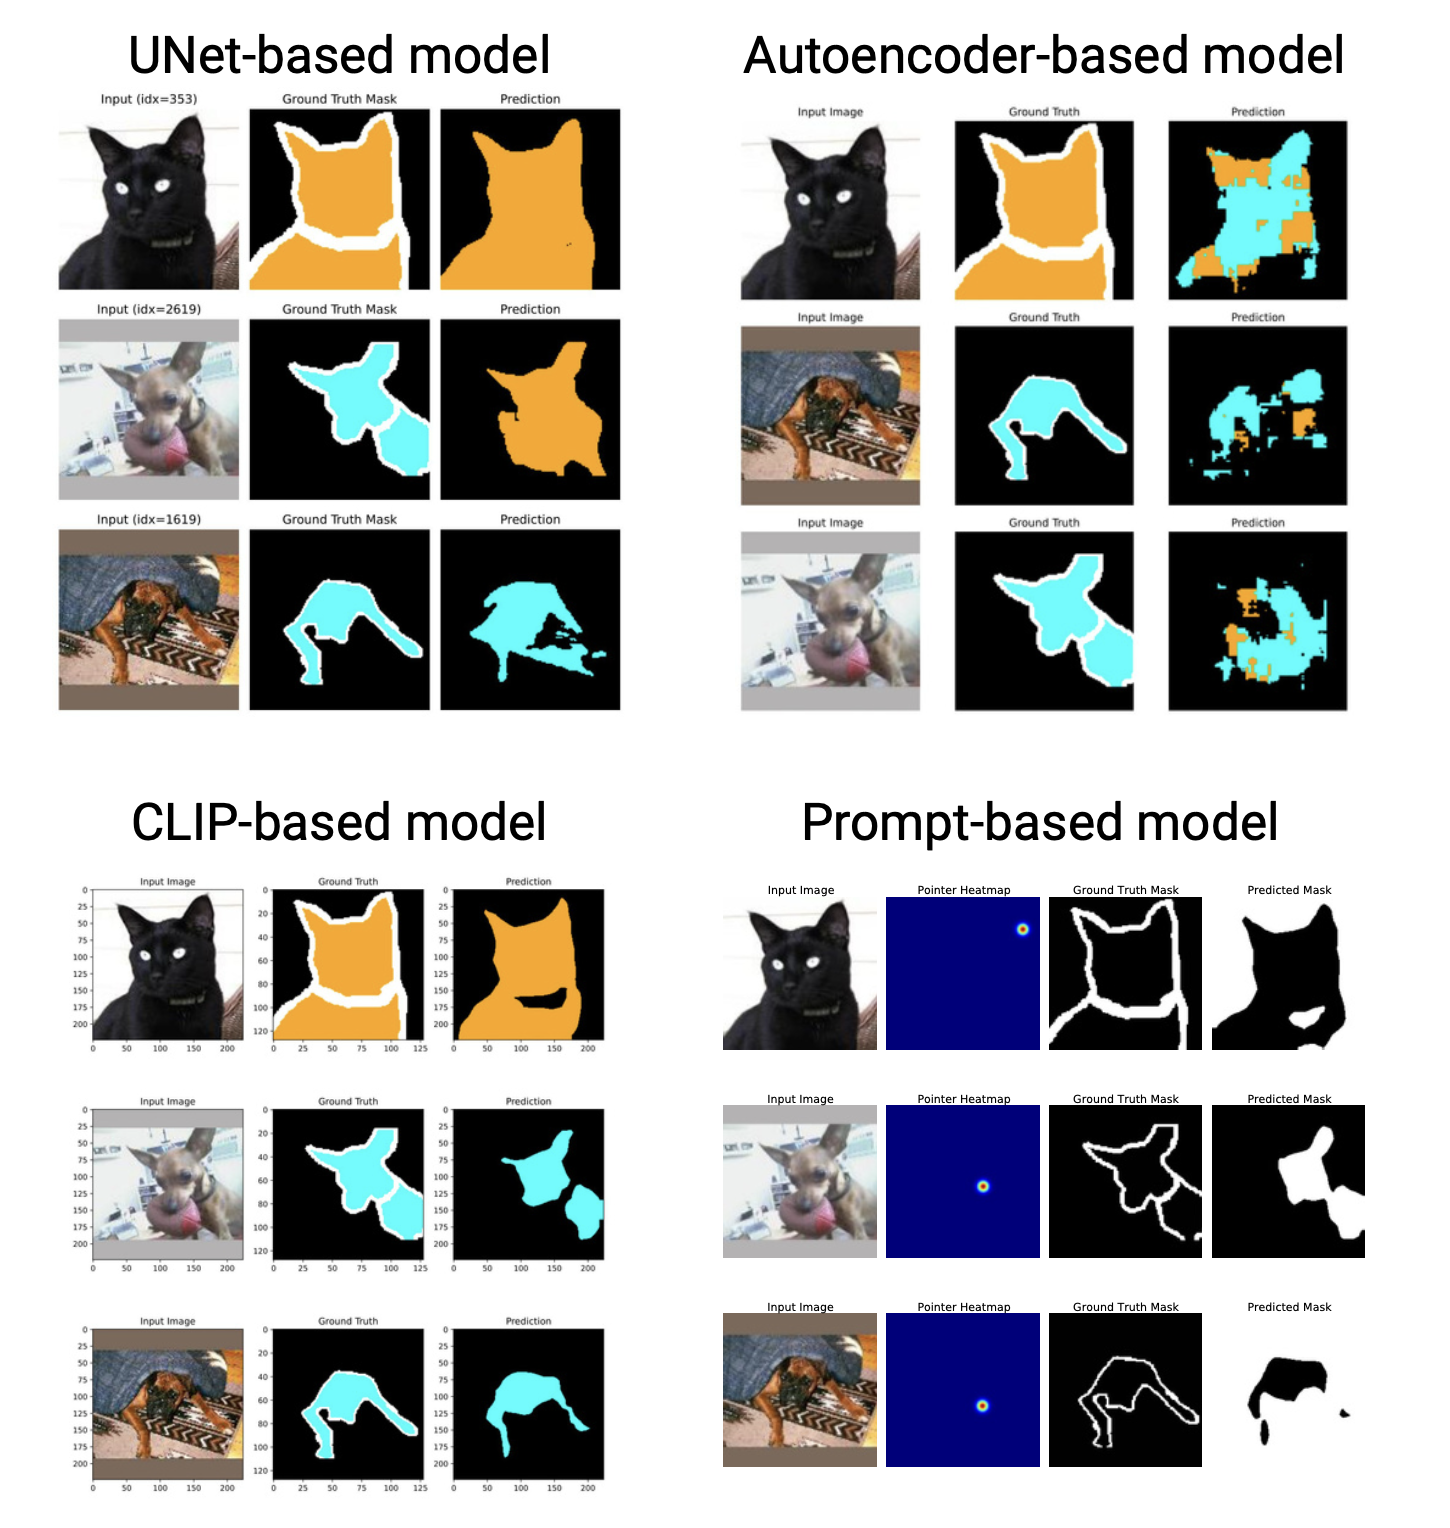 UNet-based model
Input (idx=353) Ground Truth Mask Prediction
Input (idx=2619) Ground Truth Mask Prediction
Input (idx=1619) Ground Truth Mask Prediction
Autoencoder-based model
Input Image Ground Truth Prediction
Input Image Ground Truth Prediction
Input Image Ground Truth Prediction
CLIP-based model
Input Image Ground Truth Prediction
0 25 50 75 100 125 150 175 200
0 50 100 150 200
0 20 40 60 80 100 120
0 25 50 75 100 125
0 25 50 75 100 125 150 175 200
0 50 100 150 200
Input Image Ground Truth Prediction
0 25 50 75 100 125 150 175 200
0 50 100 150 200
0 20 40 60 80 100 120
0 25 50 75 100 125
0 25 50 75 100 125 150 175 200
0 50 100 150 200
Input Image Ground Truth Prediction
0 25 50 75 100 125 150 175 200
0 50 100 150 200
0 20 40 60 80 100 120
0 25 50 75 100 125
0 25 50 75 100 125 150 175 200
0 50 100 150 200
Prompt-based model
Input Image Pointer Heatmap Ground Truth Mask Predicted Mask
Input Image Pointer Heatmap Ground Truth Mask Predicted Mask
Input Image Pointer Heatmap Ground Truth Mask Predicted Mask